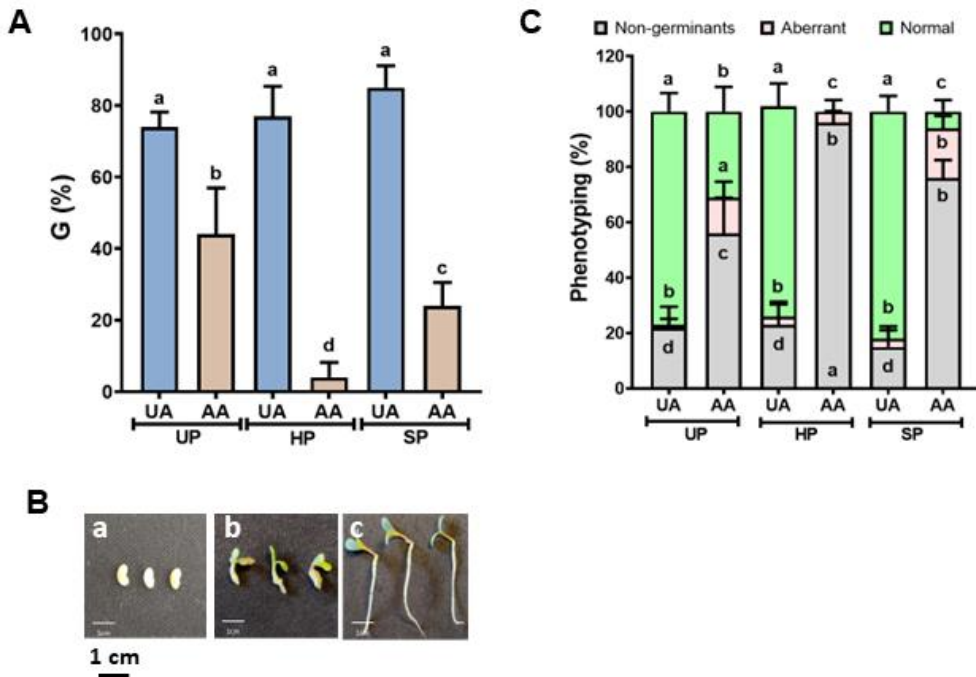 A
G (%)
100
80
60
40
20
0
a
b
a
d
a
c
UA AA UA AA UA AA
UP HP SP
C
Non-germinants Aberrant Normal
Phenotyping (%)
120
100
80
60
40
20
0
a b a c a c
b a b b b b
d c d a d b
UA AA UA AA UA AA
UP HP SP
B
a b c
1 cm